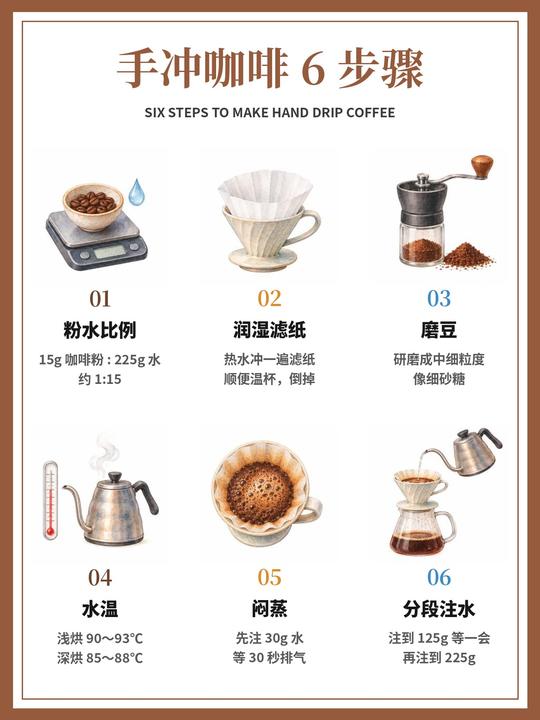 手冲咖啡 6 步骤
SIX STEPS TO MAKE HAND DRIP COFFEE
01
粉水比例
15g 咖啡粉 : 225g 水
约 1:15
02
润湿滤纸
热水冲一遍滤纸
顺便温杯，倒掉
03
磨豆
研磨成中细粒度
像细砂糖
04
水温
浅烘 90～93℃
深烘 85～88℃
05
闷蒸
先注 30g 水
等 30 秒排气
06
分段注水
注到 125g 等一会
再注到 225g